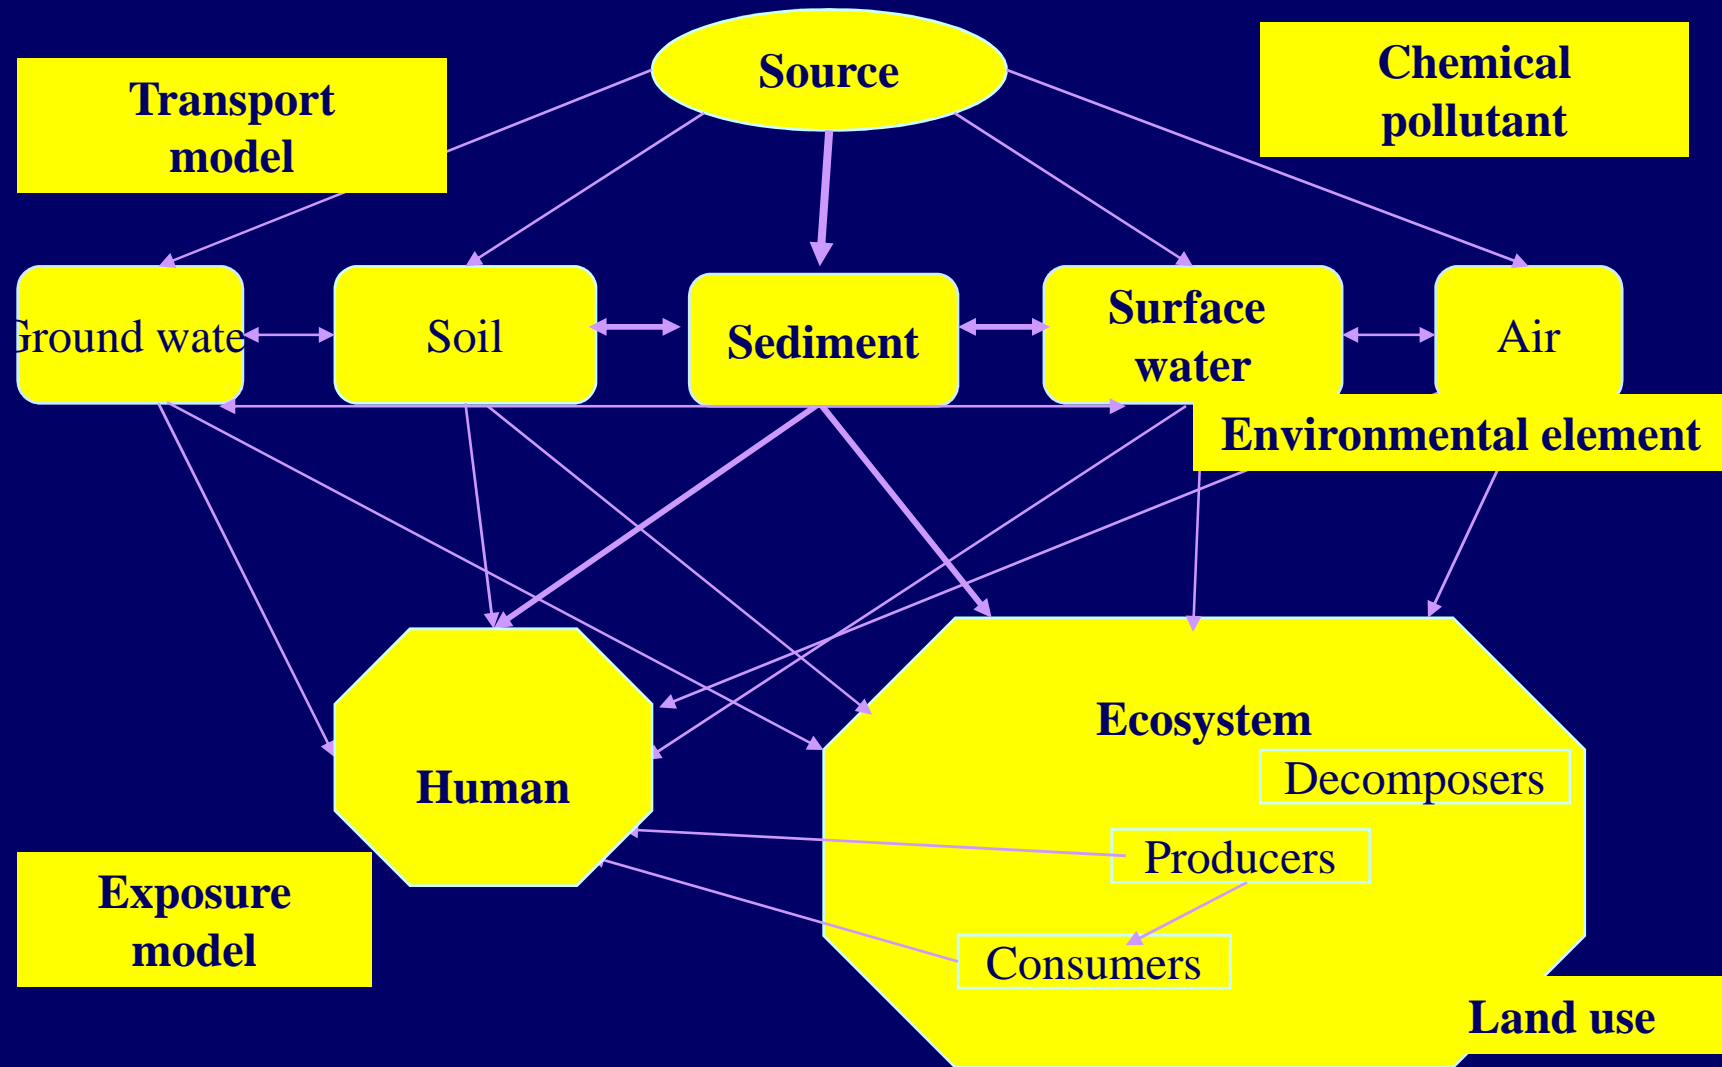 Source
Chemical
pollutant
Transport
model
Ground wate
Soil
Sediment
Surface
water
Air
Environmental element
Ecosystem
Decomposers
Human
Producers
Exposure
model
Consumers
Land use